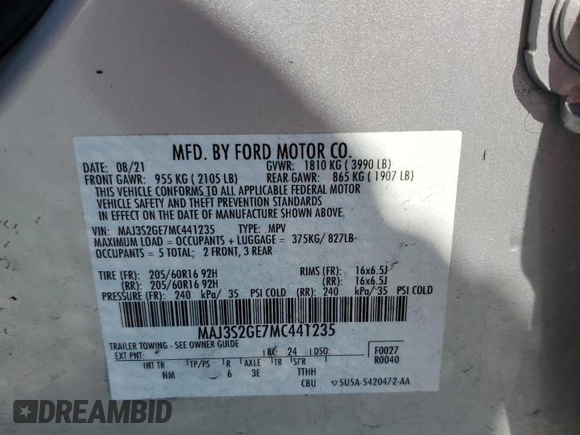 MFD. BY FORD MOTOR CO.
DATE: 08/21 GVWR: 1810 KG ( 3990 LB)
FRONT GAWR: 955 KG ( 2105 LB) REAR GAWR: 865 KG ( 1907 LB)
THIS VEHICLE CONFORMS TO ALL APPLICABLE FEDERAL MOTOR
VEHICLE SAFETY AND THEFT PREVENTION STANDARDS
IN EFFECT ON THE DATE OF MANUFACTURE SHOWN ABOVE.
VIN: MAJ3S2GE7MC441235 TYPE: MPV
MAXIMUM LOAD = OCCUPANTS + LUGGAGE = 375KG/ 827LB
OCCUPANTS = 5 TOTAL; 2 FRONT, 3 REAR
TIRE (FR): 205/60R16 92H RIMS (FR): 16x6.5J
(RR): 205/60R16 92H (RR): 16x6.5J
PRESSURE (FR): 240 kPa/ 35 PSI COLD (RR) 240 kPa/ 35 PSI COLD
MAJ3S2GE7MC441235
TRAILER TOWING - SEE OWNER GUIDE
EXT PNT: RC: 24 DSO: F0027
INT TR TP/PS R AXLE TR SPR R0040
NM 6 3E TTHH
CBU SU5A-5420472-AA
DREAMBID